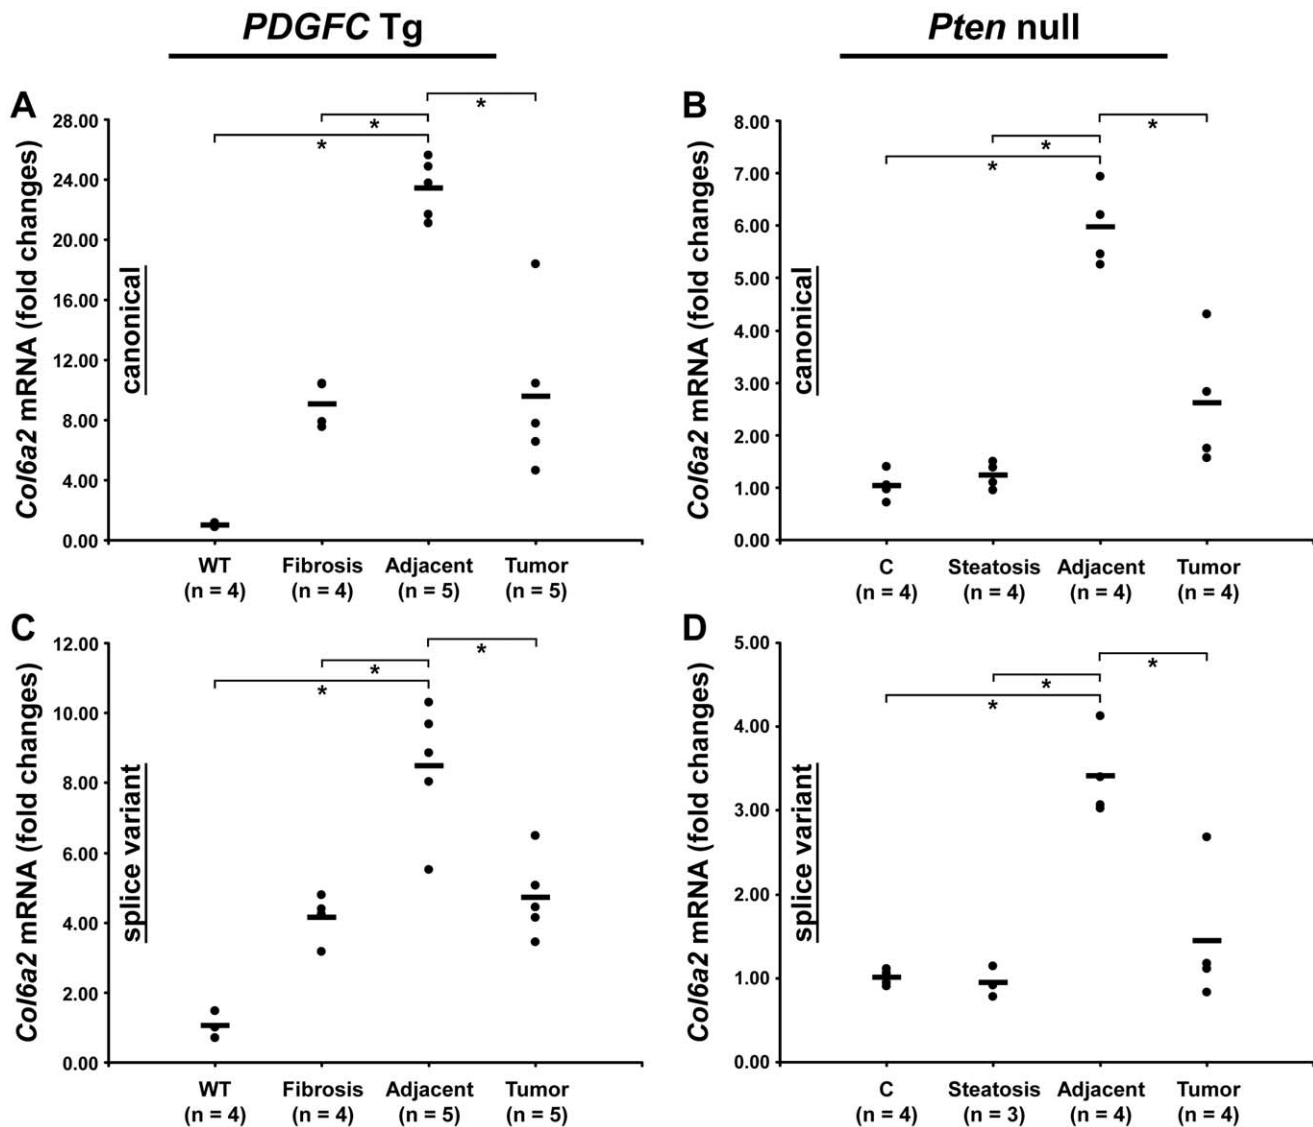 PDGFC Tg
Pten null
A
Col6a2 mRNA (fold changes)
canonical
28.00
24.00
20.00
16.00
12.00
8.00
4.00
0.00
*
*
*
WT
(n = 4)
Fibrosis
(n = 4)
Adjacent
(n = 5)
Tumor
(n = 5)
B
Col6a2 mRNA (fold changes)
canonical
8.00
7.00
6.00
5.00
4.00
3.00
2.00
1.00
0.00
*
*
*
C
(n = 4)
Steatosis
(n = 4)
Adjacent
(n = 4)
Tumor
(n = 4)
C
Col6a2 mRNA (fold changes)
splice variant
12.00
10.00
8.00
6.00
4.00
2.00
0.00
*
*
*
WT
(n = 4)
Fibrosis
(n = 4)
Adjacent
(n = 5)
Tumor
(n = 5)
D
Col6a2 mRNA (fold changes)
splice variant
5.00
4.00
3.00
2.00
1.00
0.00
*
*
*
C
(n = 4)
Steatosis
(n = 3)
Adjacent
(n = 4)
Tumor
(n = 4)